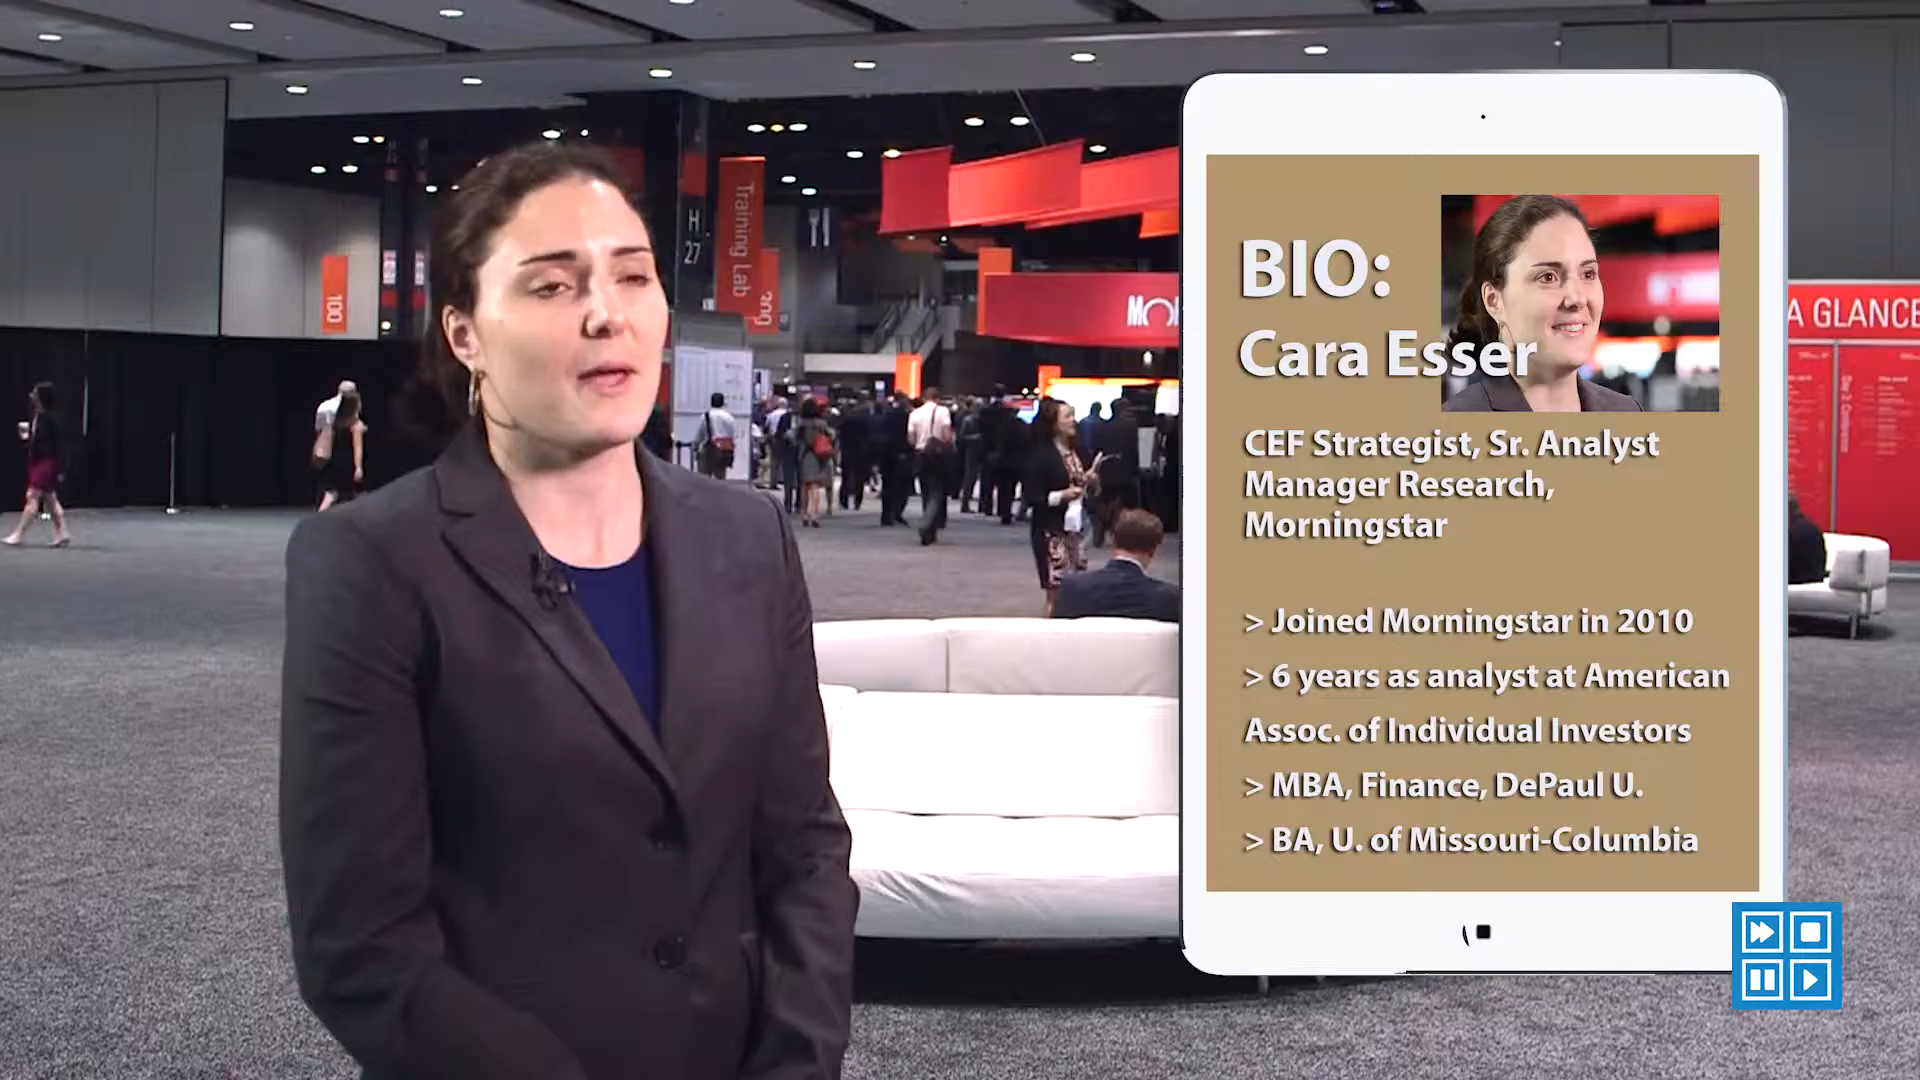 H
27
Training Lab
100
MO
A GLANCE
BIO:
Cara Esser
CEF Strategist, Sr. Analyst
Manager Research,
Morningstar
> Joined Morningstar in 2010
> 6 years as analyst at American
Assoc. of Individual Investors
> MBA, Finance, DePaul U.
> BA, U. of Missouri-Columbia